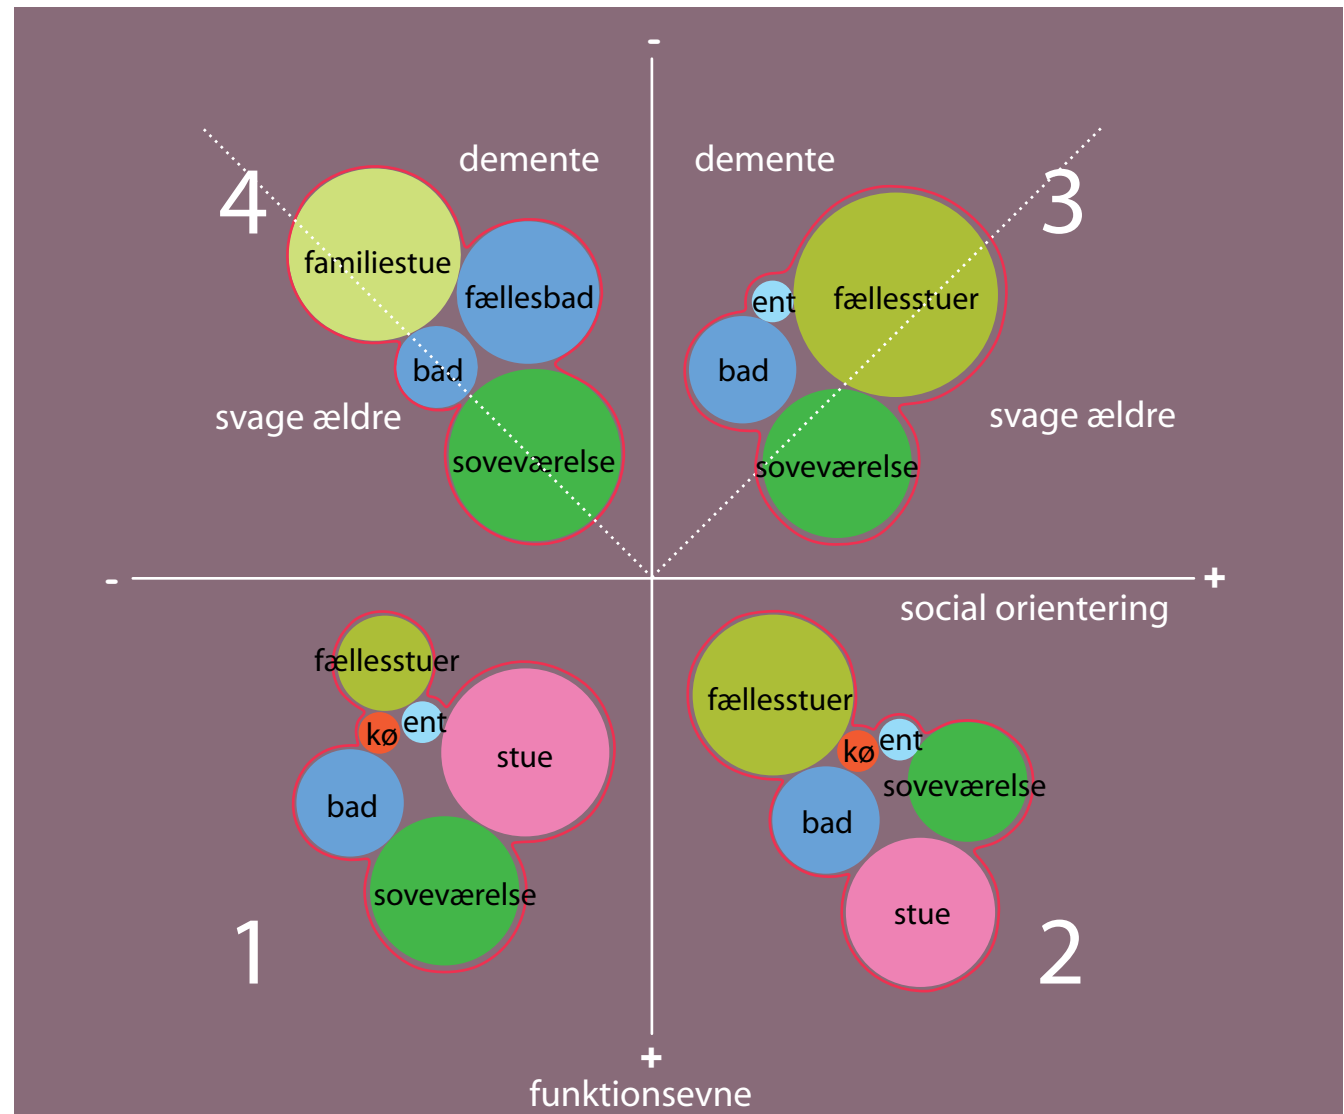 -
demente
demente
4
3
familiestue
fællesbad
ent
fællesstuer
bad
bad
svage ældre
svage ældre
soveværelse
soveværelse
-
+
social orientering
fællesstuer
fællesstuer
ent
kø
stue
kø
ent
soveværelse
bad
bad
soveværelse
stue
1
2
+
funktionsevne